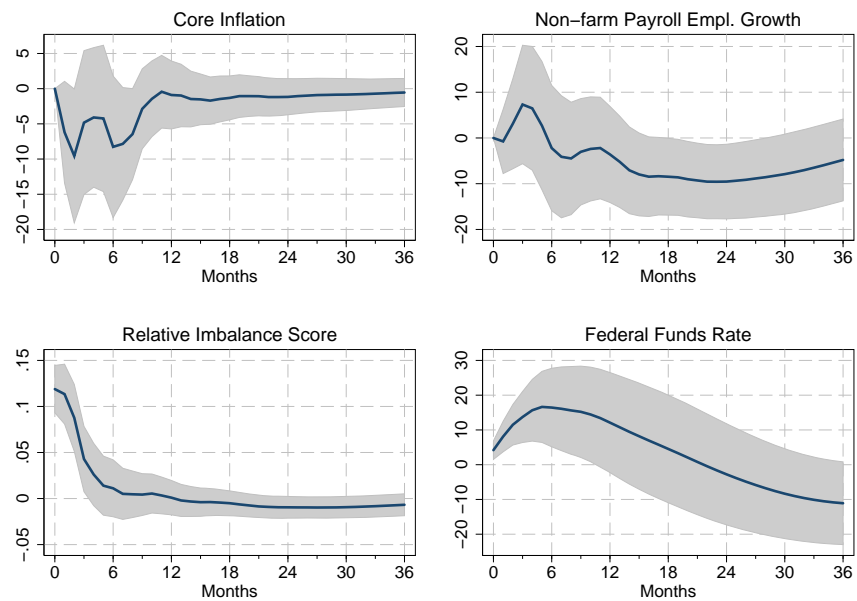 Core Inflation
5
0
−5
−10
−15
−20
0 6 12 18 24 30 36
Months
Non−farm Payroll Empl. Growth
20
10
0
−10
−20
0 6 12 18 24 30 36
Months
Relative Imbalance Score
.15
.1
.05
0
−.05
0 6 12 18 24 30 36
Months
Federal Funds Rate
30
20
10
0
−10
−20
0 6 12 18 24 30 36
Months